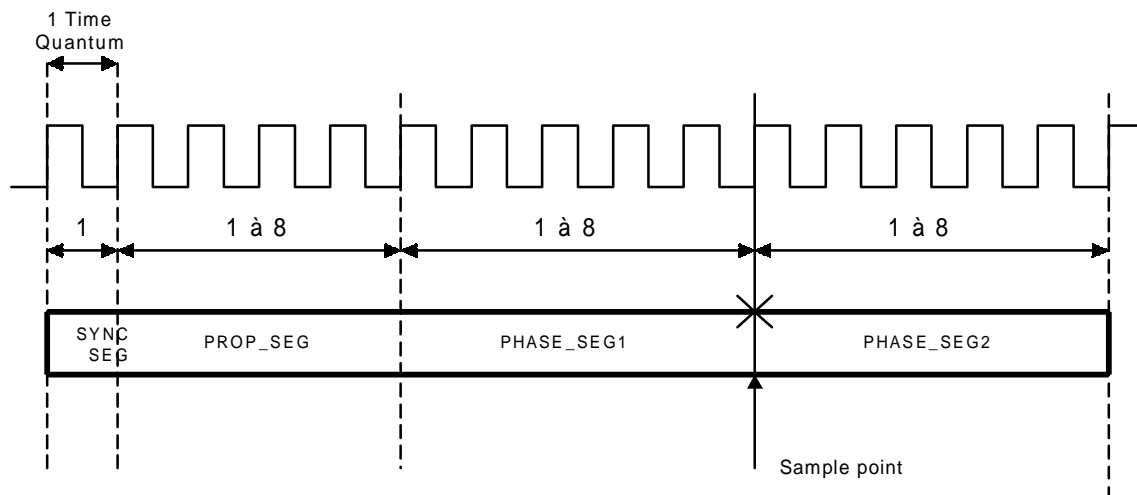 1 Time
Quantum
1
1 à 8
1 à 8
1 à 8
SYNC
SEG
PROP_SEG
PHASE_SEG1
PHASE_SEG2
Sample point